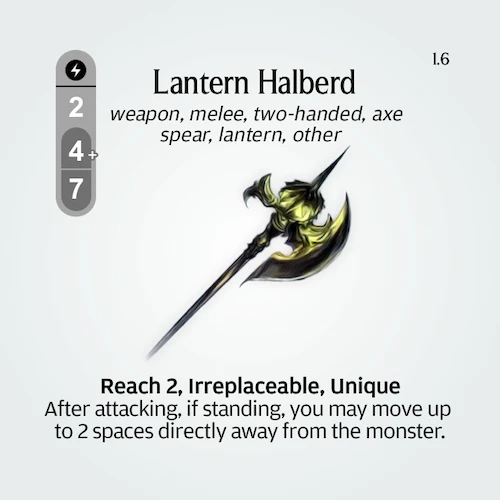 1.6
Lantern Halberd
2
weapon, melee, two-handed, axe
spear, lantern, other
4+
7
Reach 2, Irreplaceable, Unique
After attacking, if standing, you may move up
to 2 spaces directly away from the monster.